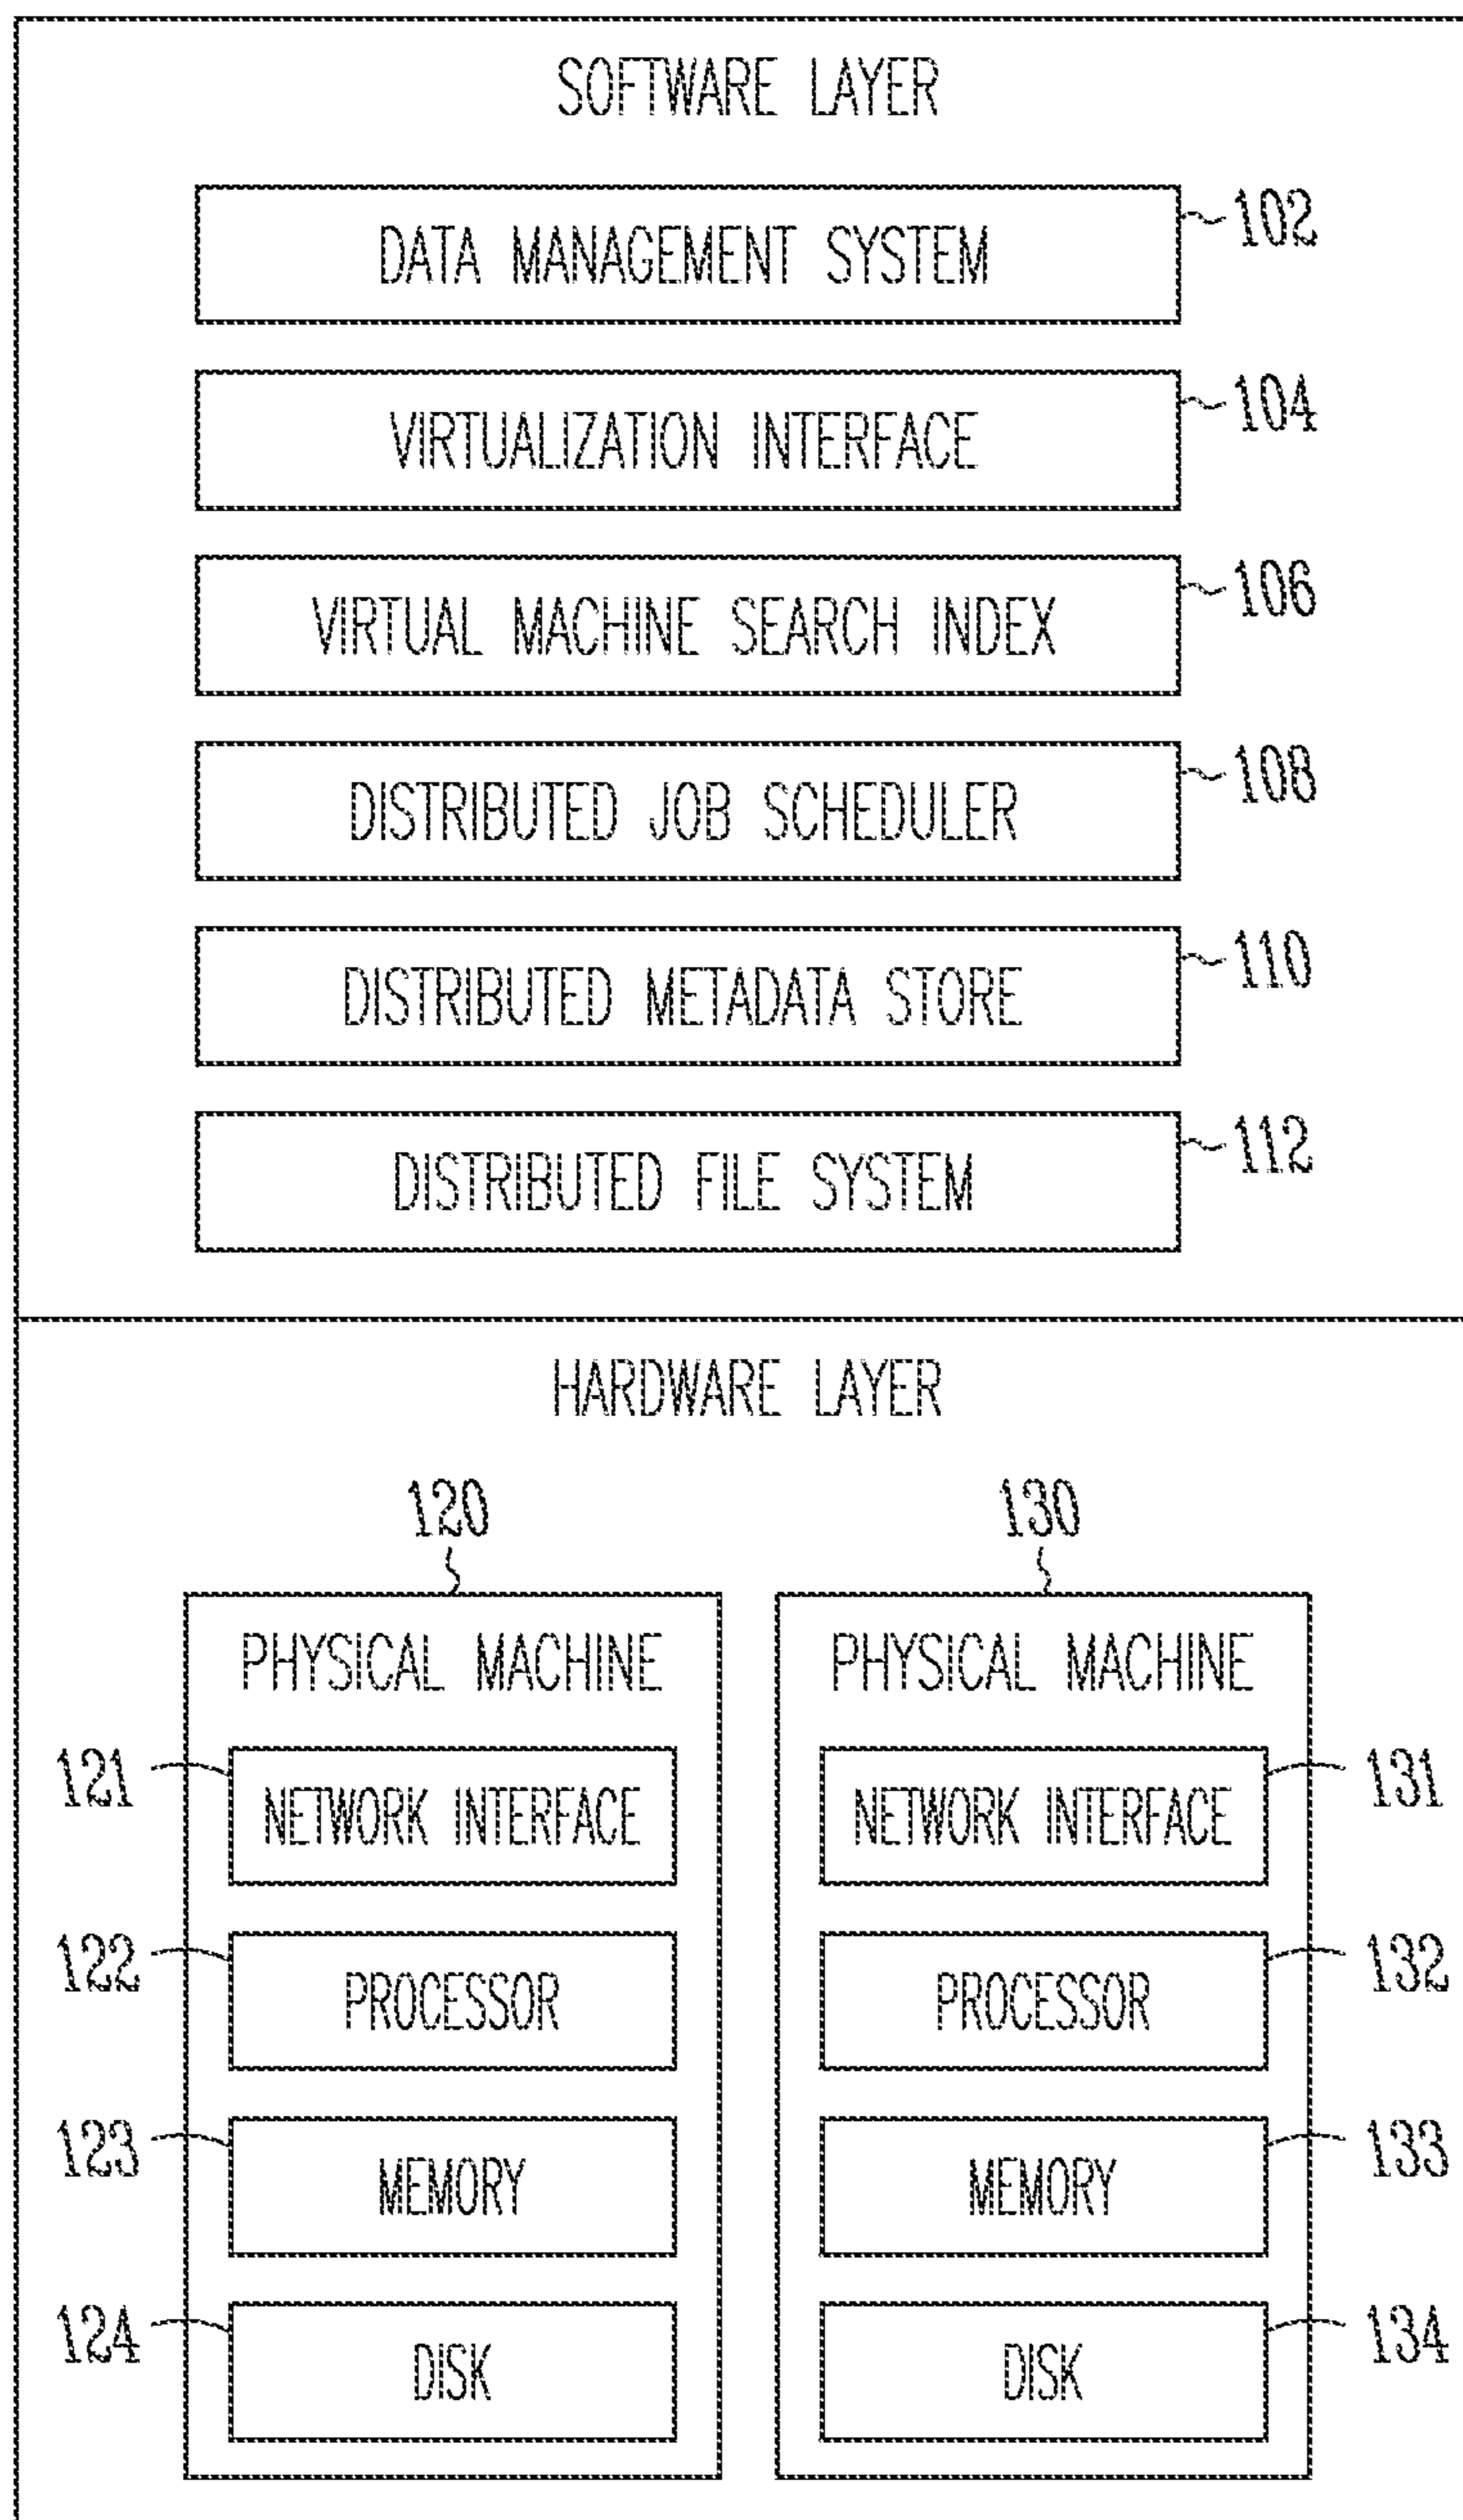 SOFTWARE LAYER
DATA MANAGEMENT SYSTEM
102
VIRTUALIZATION INTERFACE
104
VIRTUAL MACHINE SEARCH INDEX
106
DISTRIBUTED JOB SCHEDULER
108
DISTRIBUTED METADATA STORE
110
DISTRIBUTED FILE SYSTEM
112
HARDWARE LAYER
120
130
PHYSICAL MACHINE
PHYSICAL MACHINE
121
NETWORK INTERFACE
NETWORK INTERFACE
131
122
PROCESSOR
PROCESSOR
132
123
MEMORY
MEMORY
133
124
DISK
DISK
134